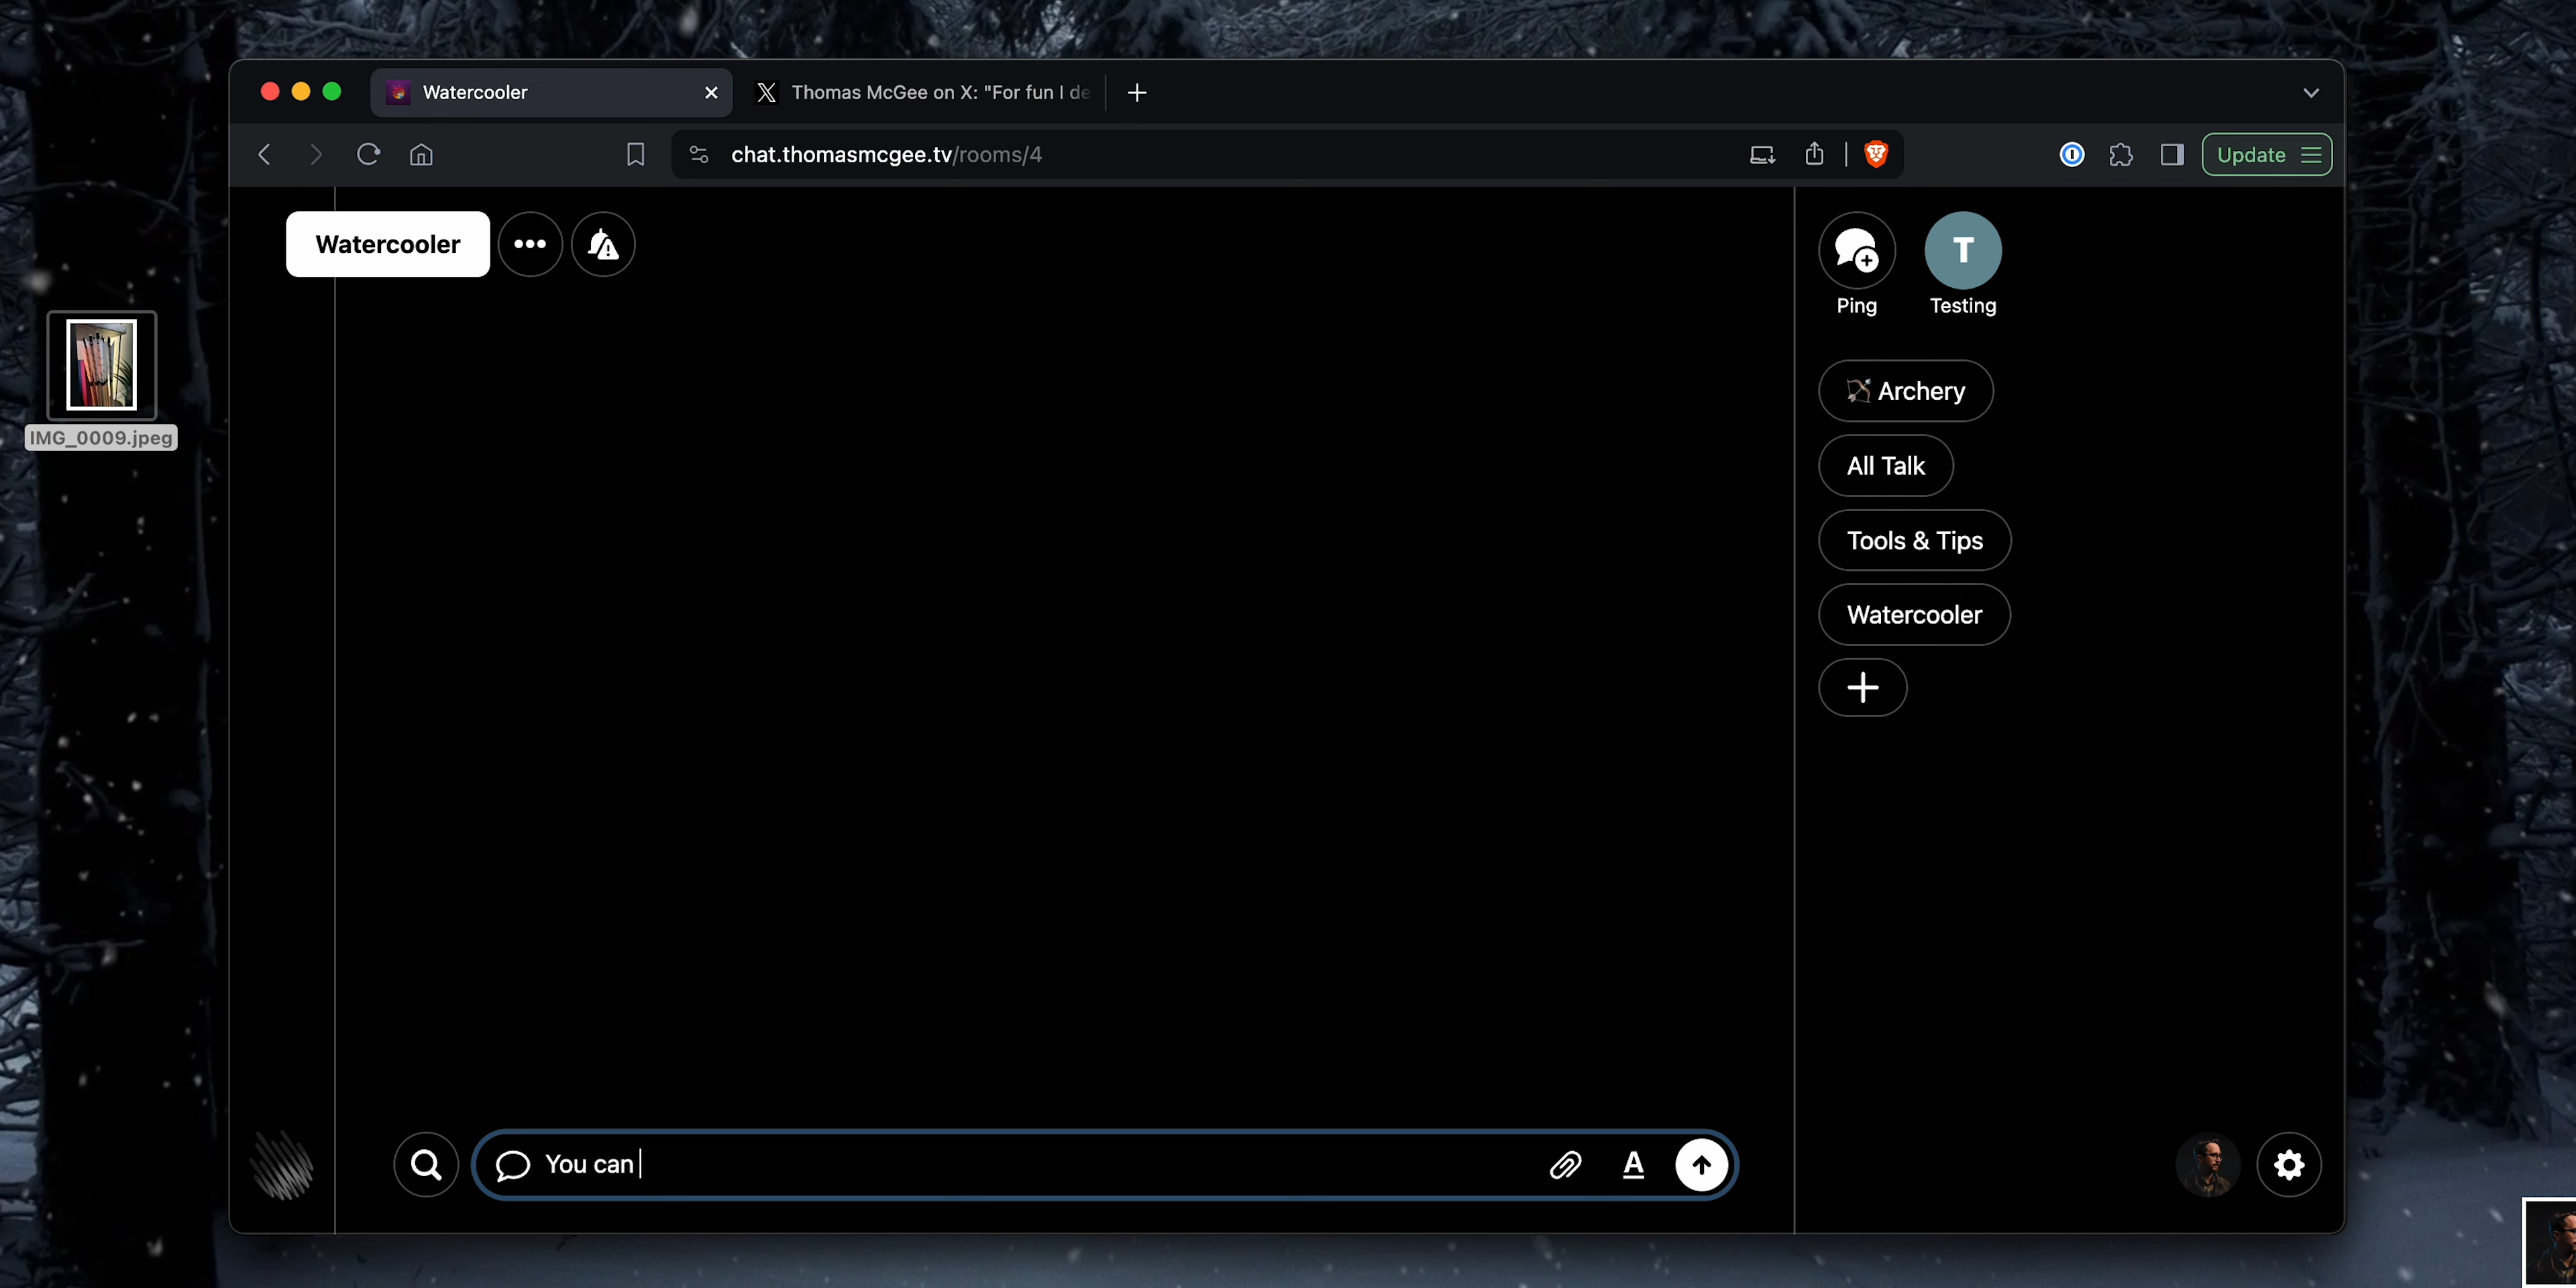 Watercooler
Thomas McGee on X: "For fun I de
chat.thomasmcgee.tv/rooms/4
Update
Watercooler
Ping
T
Testing
IMG_0009.jpeg
Archery
All Talk
Tools & Tips
Watercooler
You can
A